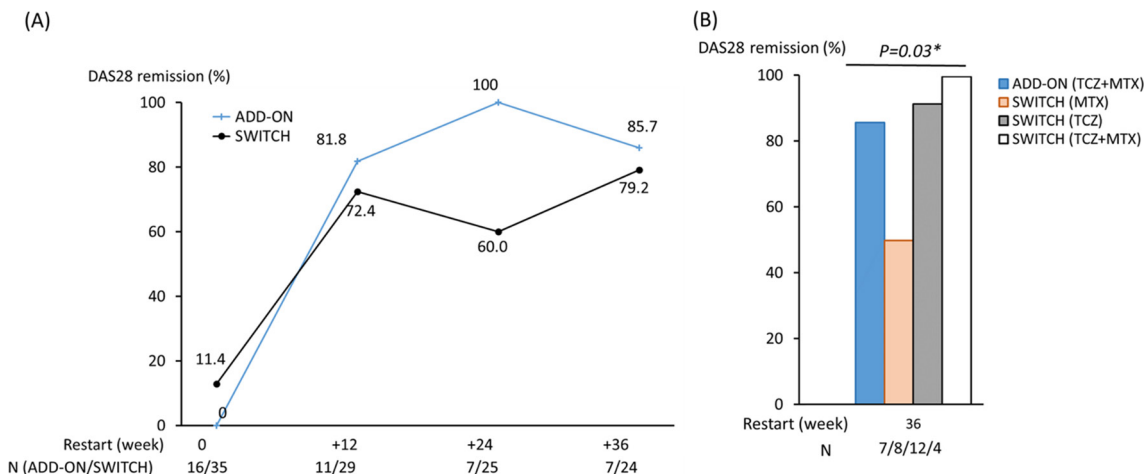 (A)
DAS28 remission (%)
100
100
80
60
40
20
0
ADD-ON
SWITCH
81.8
85.7
72.4
79.2
60.0
11.4
0
Restart (week) 0 +12 +24 +36
N (ADD-ON/SWITCH) 16/35 11/29 7/25 7/24
(B)
DAS28 remission (%)
P=0.03*
100
80
60
40
20
0
ADD-ON (TCZ+MTX)
SWITCH (MTX)
SWITCH (TCZ)
SWITCH (TCZ+MTX)
Restart (week) 36
N 7/8/12/4